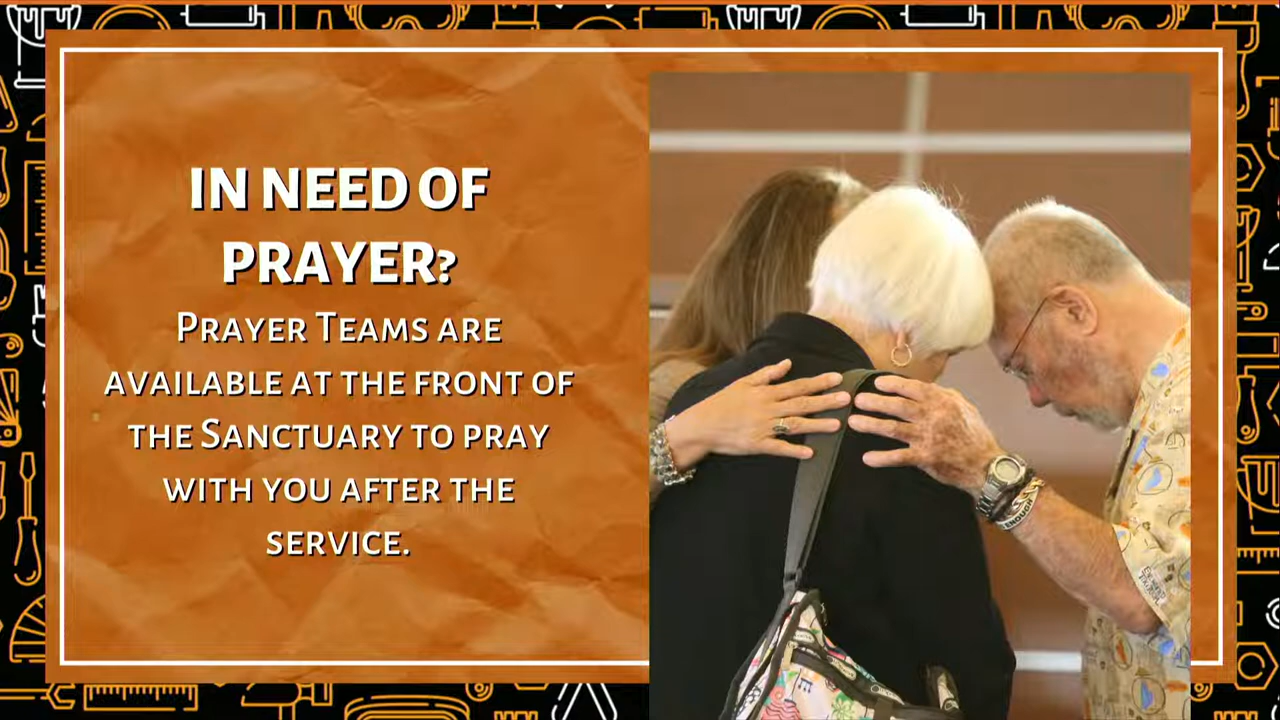 IN NEED OF
PRAYER?
PRAYER TEAMS ARE
AVAILABLE AT THE FRONT OF
THE SANCTUARY TO PRAY
WITH YOU AFTER THE
SERVICE.
ENOUGH